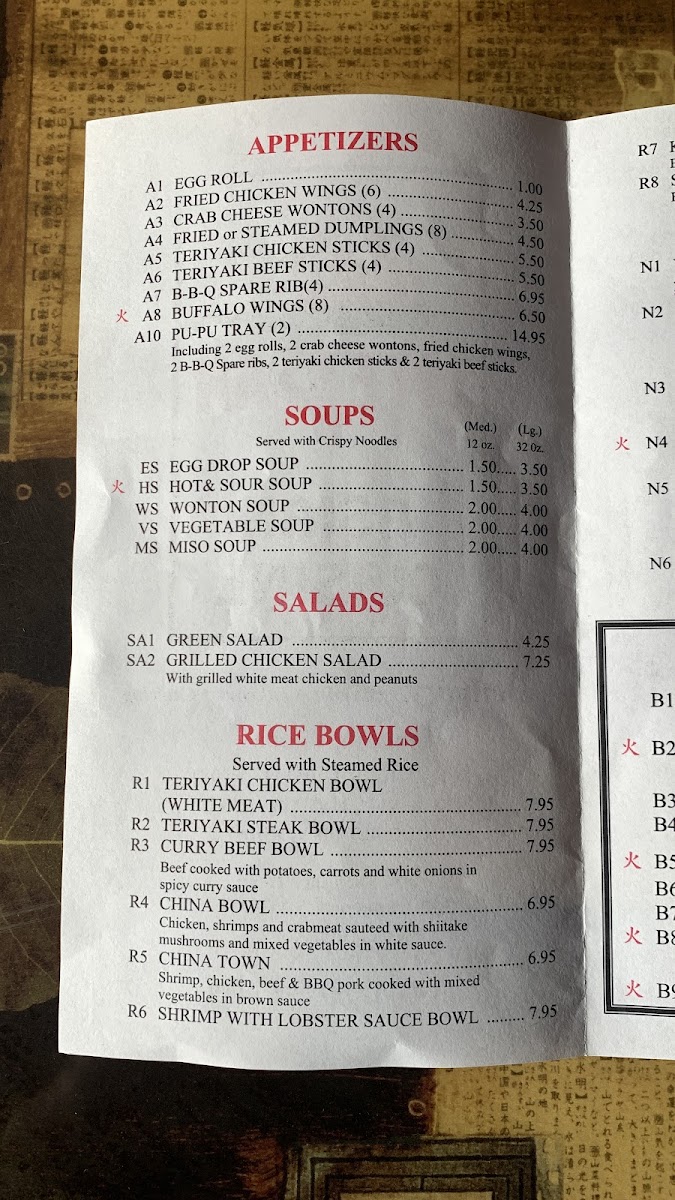 APPETIZERS
A1 EGG ROLL 1.00
A2 FRIED CHICKEN WINGS (6) 4.25
A3 CRAB CHEESE WONTONS (4) 3.50
A4 FRIED or STEAMED DUMPLINGS (8) 4.50
A5 TERIYAKI CHICKEN STICKS (4) 5.50
A6 TERIYAKI BEEF STICKS (4) 5.50
A7 B-B-Q SPARE RIB(4) 6.95
火 A8 BUFFALO WINGS (8) 6.50
A10 PU-PU TRAY (2) 14.95
Including 2 egg rolls, 2 crab cheese wontons, fried chicken wings,
2 B-B-Q Spare ribs, 2 teriyaki chicken sticks & 2 teriyaki beef sticks.
SOUPS
Served with Crispy Noodles
(Med.) (Lg.)
12 oz. 32 Oz.
ES EGG DROP SOUP 1.50 3.50
火 HS HOT& SOUR SOUP 1.50 3.50
WS WONTON SOUP 2.00 4.00
VS VEGETABLE SOUP 2.00 4.00
MS MISO SOUP 2.00 4.00
SALADS
SA1 GREEN SALAD 4.25
SA2 GRILLED CHICKEN SALAD 7.25
With grilled white meat chicken and peanuts
RICE BOWLS
Served with Steamed Rice
R1 TERIYAKI CHICKEN BOWL
(WHITE MEAT) 7.95
R2 TERIYAKI STEAK BOWL 7.95
R3 CURRY BEEF BOWL 7.95
Beef cooked with potatoes, carrots and white onions in
spicy curry sauce
R4 CHINA BOWL 6.95
Chicken, shrimps and crabmeat sauteed with shiitake
mushrooms and mixed vegetables in white sauce.
R5 CHINA TOWN 6.95
Shrimp, chicken, beef & BBQ pork cooked with mixed
vegetables in brown sauce
R6 SHRIMP WITH LOBSTER SAUCE BOWL 7.95
R7
R8
N1
N2
N3
火 N4
N5
N6
B1
火 B2
B3
B4
火 B5
B6
B7
火 B8
火 B9